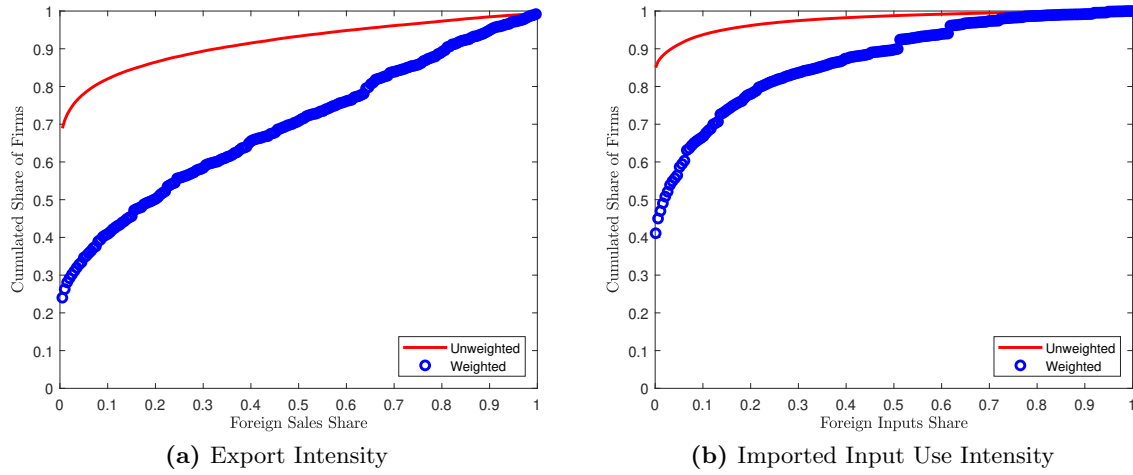 1
0.9
0.8
0.7
0.6
0.5
0.4
0.3
0.2
0.1
0
Cumulated Share of Firms
Unweighted
Weighted
0 0.1 0.2 0.3 0.4 0.5 0.6 0.7 0.8 0.9 1
Foreign Sales Share
(a) Export Intensity
1
0.9
0.8
0.7
0.6
0.5
0.4
0.3
0.2
0.1
0
Cumulated Share of Firms
Unweighted
Weighted
0 0.1 0.2 0.3 0.4 0.5 0.6 0.7 0.8 0.9 1
Foreign Inputs Share
(b) Imported Input Use Intensity